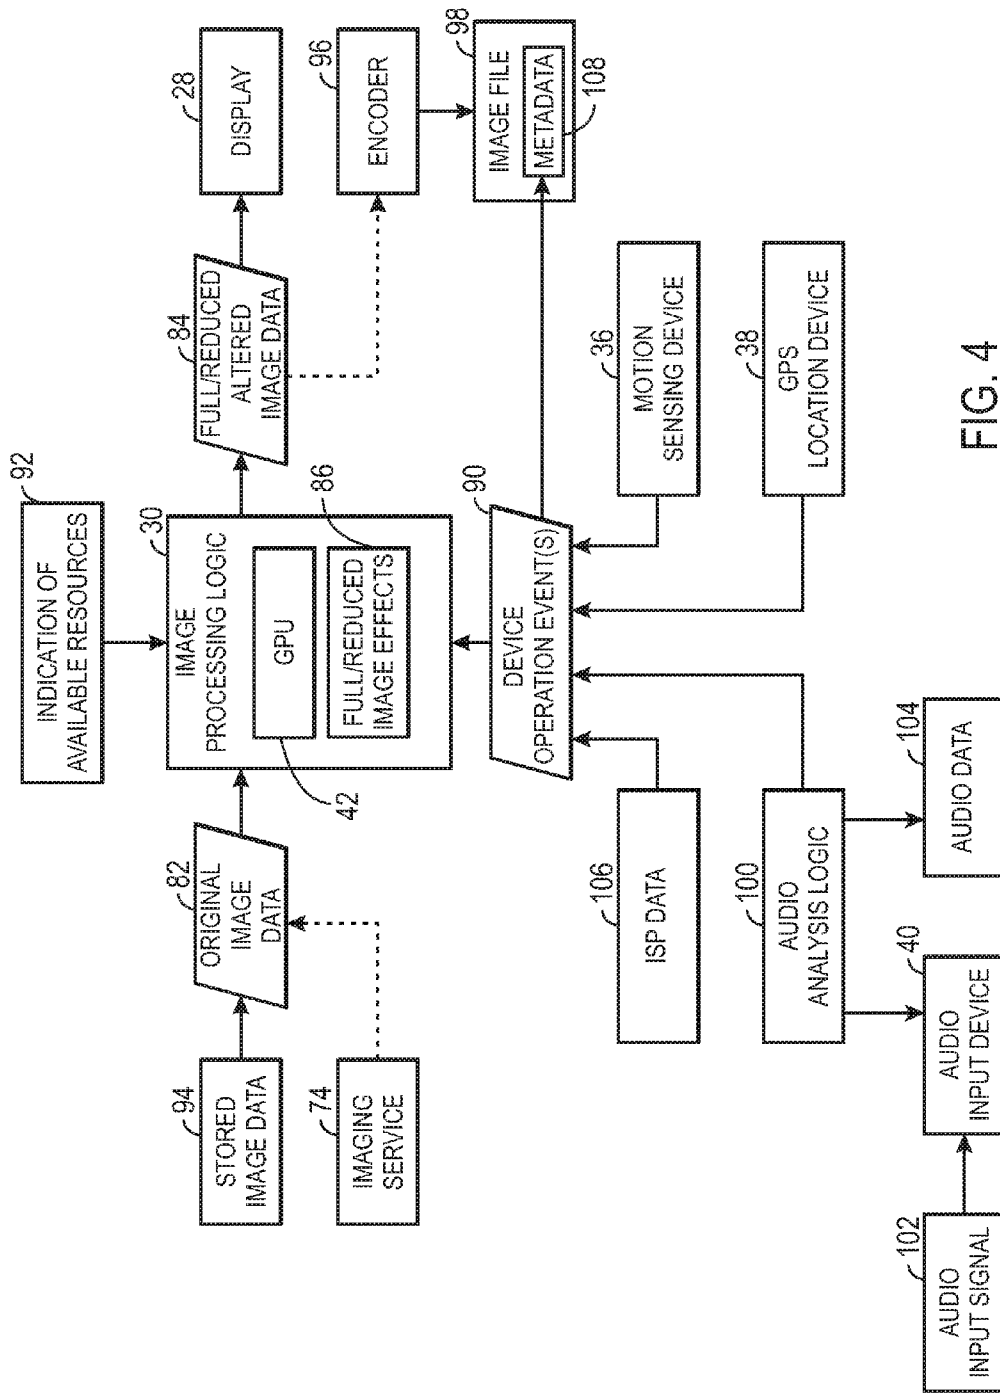 92
INDICATION OF
AVAILABLE RESOURCES
94
STORED
IMAGE DATA
82
ORIGINAL
IMAGE
DATA
30
IMAGE
PROCESSING LOGIC
GPU
42
FULL/REDUCED
IMAGE EFFECTS
86
84
FULL/REDUCED
ALTERED
IMAGE DATA
28
DISPLAY
74
IMAGING
SERVICE
96
ENCODER
98
IMAGE FILE
METADATA
108
90
DEVICE
OPERATION EVENT(S)
106
ISP DATA
36
MOTION
SENSING DEVICE
100
AUDIO
ANALYSIS LOGIC
38
GPS
LOCATION DEVICE
102
AUDIO
INPUT SIGNAL
40
AUDIO
INPUT DEVICE
104
AUDIO DATA
FIG. 4